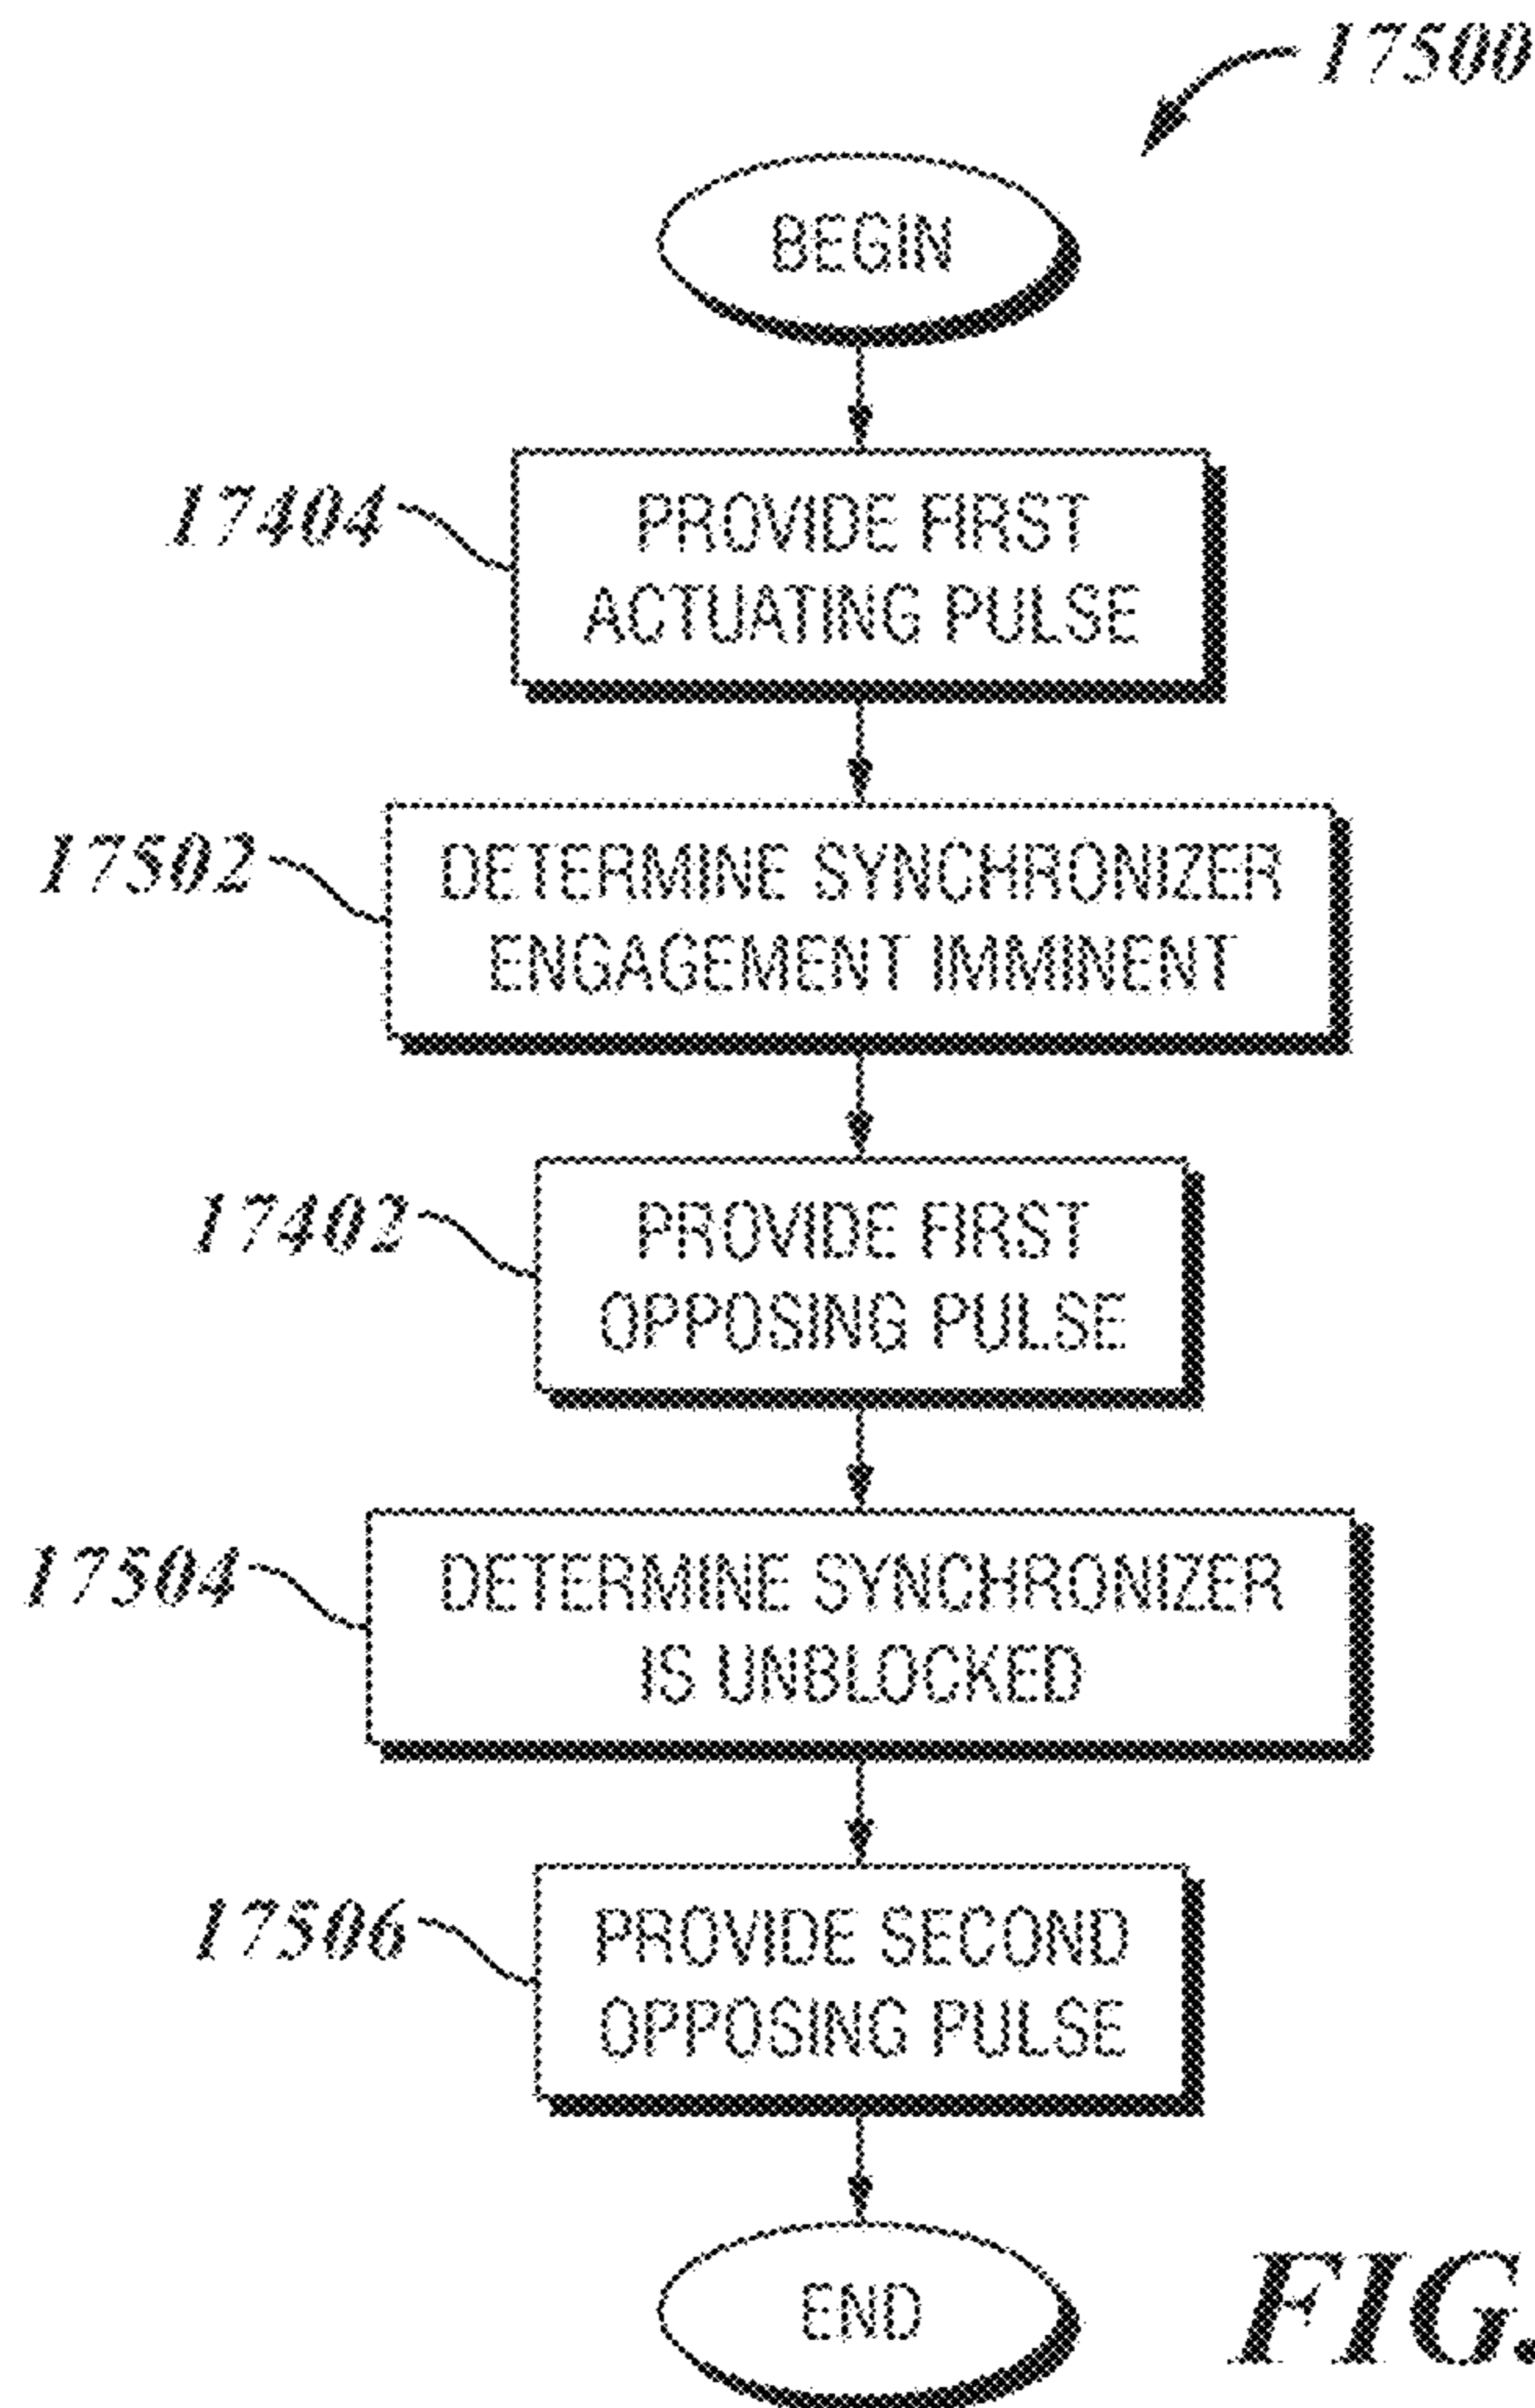 17500
BEGIN
17404
PROVIDE FIRST
ACTUATING PULSE
17502
DETERMINE SYNCHRONIZER
ENGAGEMENT IMMINENT
17402
PROVIDE FIRST
OPPOSING PULSE
17504
DETERMINE SYNCHRONIZER
IS UNBLOCKED
17506
PROVIDE SECOND
OPPOSING PULSE
END
FIG.